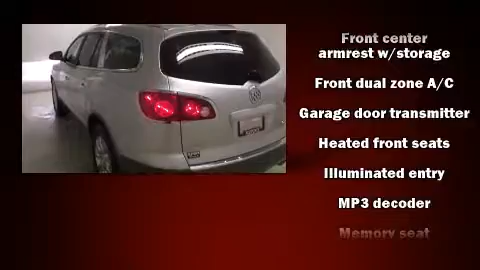 Front center
armrest w/storage
Front dual zone A/C
Garage door transmitter
Heated front seats
Illuminated entry
MP3 decoder
Memory seat